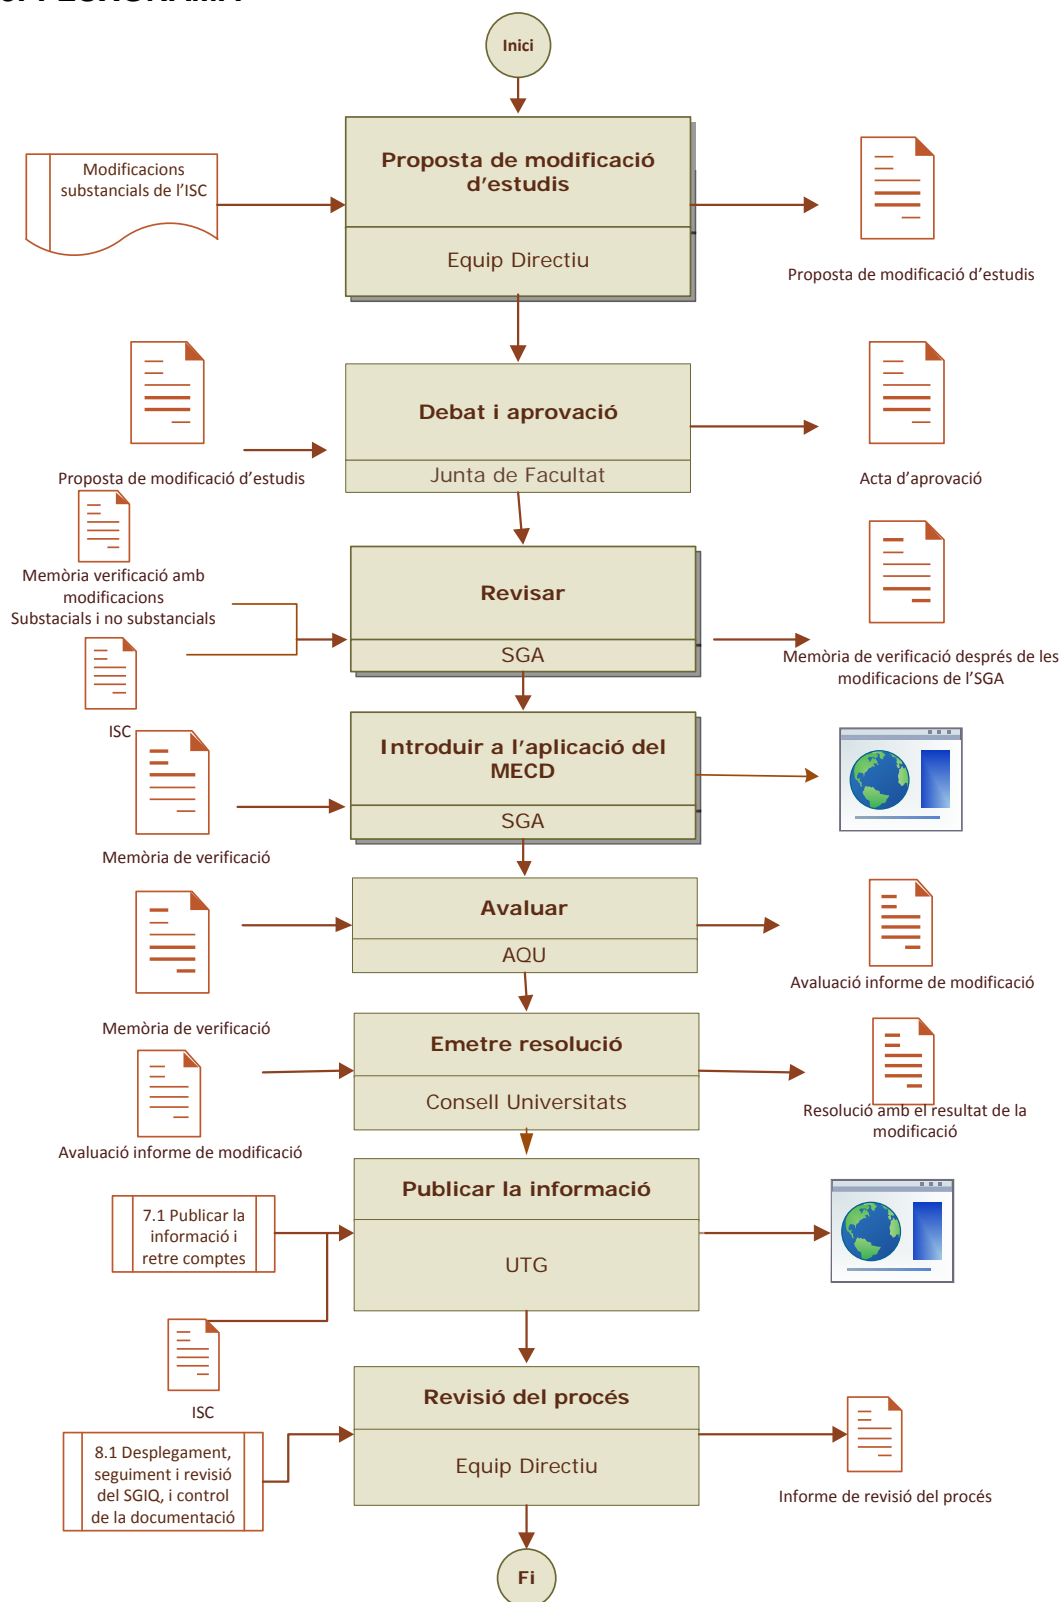 Inici
Proposta de modificació
d'estudis
Equip Directiu
Modificacions
substancials de l'ISC
Proposta de modificació d'estudis
Debat i aprovació
Junta de Facultat
Proposta de modificació d'estudis
Acta d'aprovació
Memòria verificació amb
modificacions
Substacials i no substancials
Revisar
SGA
ISC
Memòria de verificació després de les
modificacions de l'SGA
Introduir a l'aplicació del
MECD
SGA
Memòria de verificació
Avaluar
AQU
Memòria de verificació
Avaluació informe de modificació
Emetre resolució
Consell Universitats
Avaluació informe de modificació
Resolució amb el resultat de la
modificació
Publicar la informació
UTG
7.1 Publicar la
informació i
retre comptes
ISC
Revisió del procés
Equip Directiu
8.1 Desplegament,
seguiment i revisió
del SGIQ, i control
de la documentació
Informe de revisió del procés
Fi